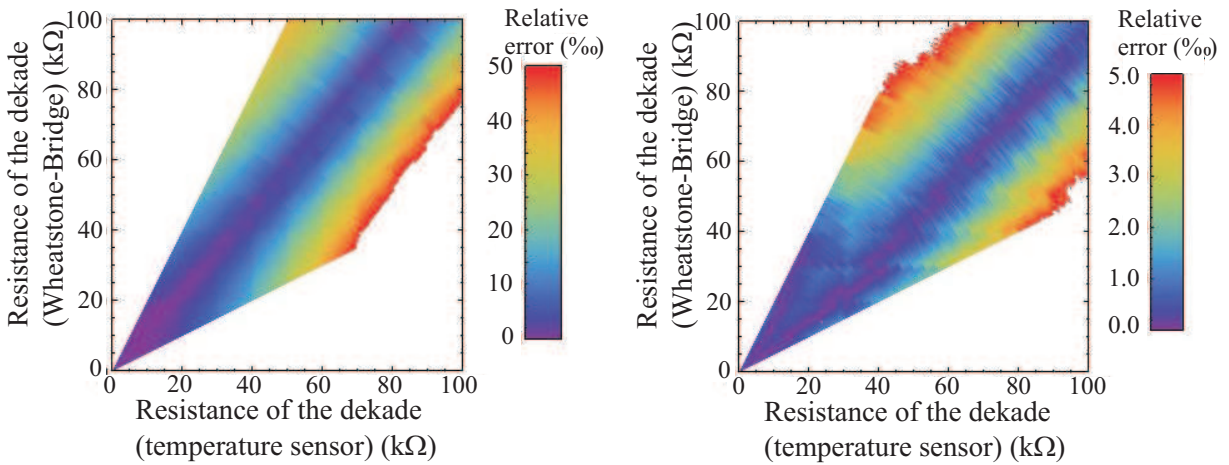 Relative
error (‰)
50
40
30
20
10
0
100
80
60
40
20
0
0 20 40 60 80 100
Resistance of the dekade
(Wheatstone-Bridge) (kΩ)
Resistance of the dekade
(temperature sensor) (kΩ)
Relative
error (‰)
5.0
4.0
3.0
2.0
1.0
0.0
100
80
60
40
20
0
0 20 40 60 80 100
Resistance of the dekade
(Wheatstone-Bridge) (kΩ)
Resistance of the dekade
(temperature sensor) (kΩ)